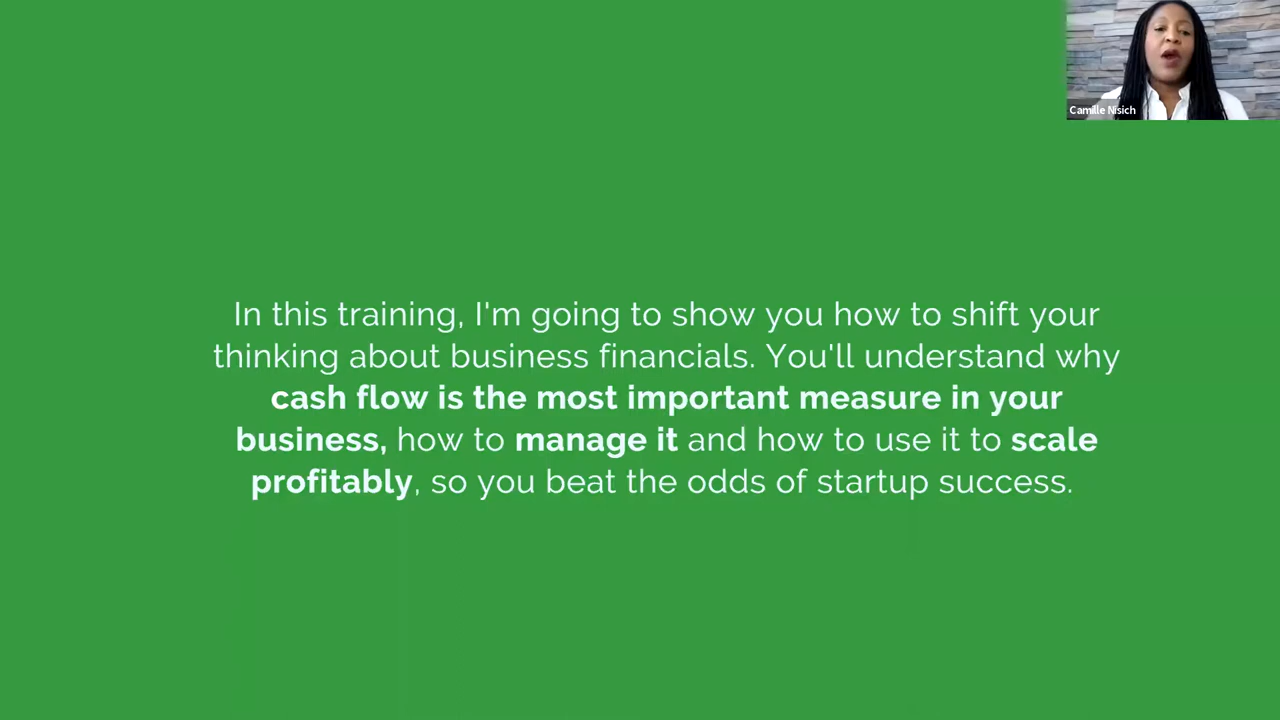 Camille Nisich
In this training, I'm going to show you how to shift your
thinking about business financials. You'll understand why
cash flow is the most important measure in your
business, how to manage it and how to use it to scale
profitably, so you beat the odds of startup success.